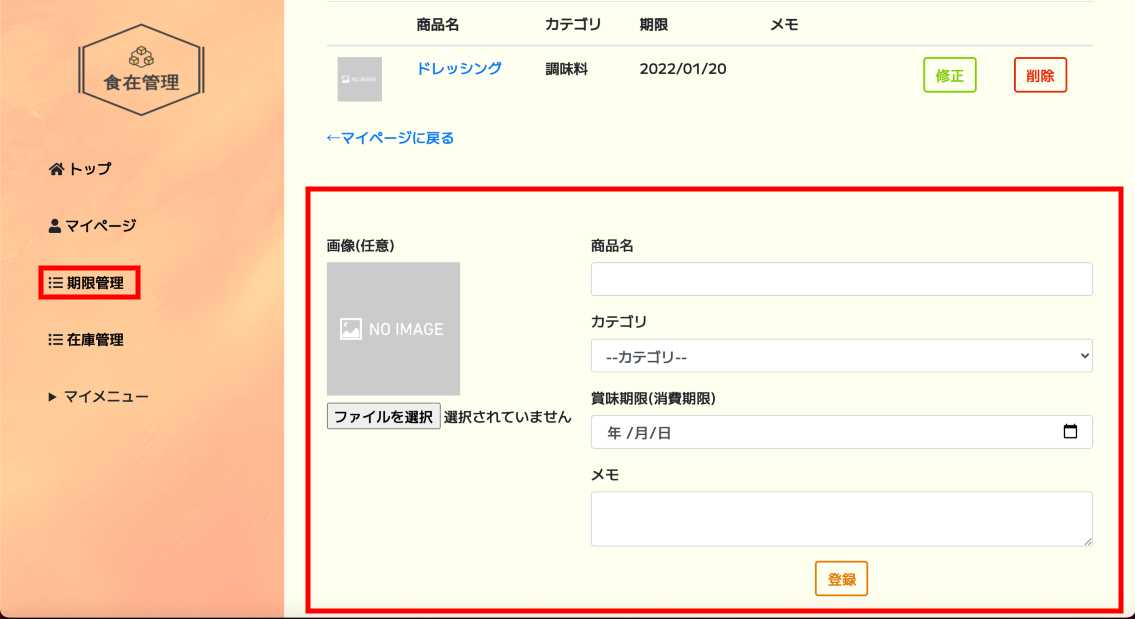 食在管理
トップ
マイページ
期限管理
在庫管理
▶ マイメニュー
商品名 カテゴリ 期限 メモ
NO IMAGE ドレッシング 調味料 2022/01/20 修正 削除
←マイページに戻る
画像(任意)
NO IMAGE
ファイルを選択 選択されていません
商品名
カテゴリ
--カテゴリ--
賞味期限(消費期限)
年 /月/日
メモ
登録